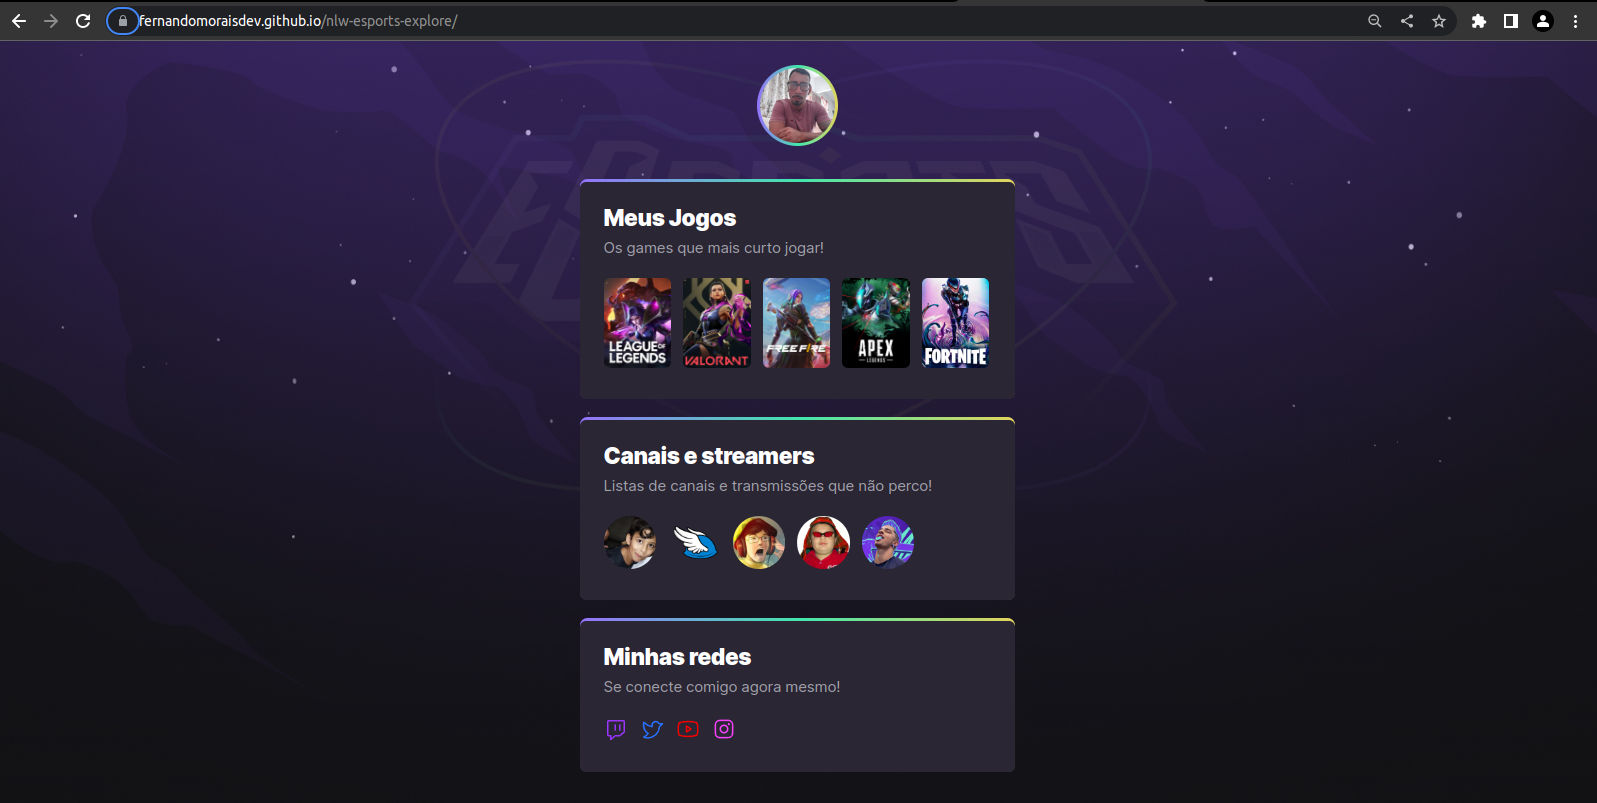 fernandomoraisdev.github.io/nlw-esports-explore/
ESPORTS
Meus Jogos
Os games que mais curto jogar!
LEAGUE OF
LEGENDS
VALORANT
FREE FIRE
APEX
LEGENDS
FORTNITE
Canais e streamers
Listas de canais e transmissões que não perco!
Minhas redes
Se conecte comigo agora mesmo!